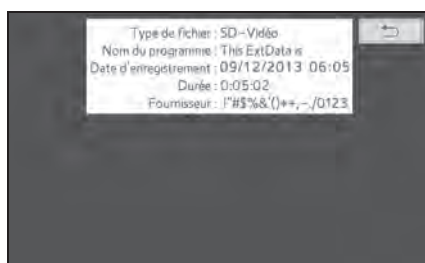 Type de fichier : SD-Vidéo
Nom du programme : This ExtData is
Date d'enregistrement : 09/12/2013 06:05
Durée : 0:05:02
Fournisseur : !"#$%&'()*+,-./0123